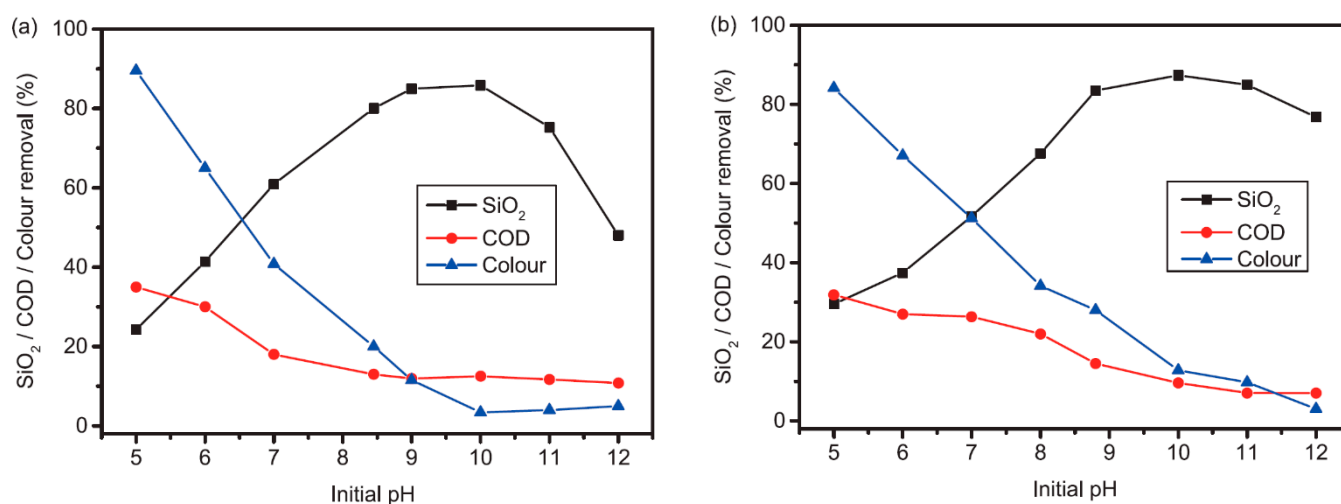 (a)
100
80
60
40
20
0
SiO₂ / COD / Colour removal (%)
SiO₂
COD
Colour
5 6 7 8 9 10 11 12
Initial pH
(b)
100
80
60
40
20
0
SiO₂ / COD / Colour removal (%)
SiO₂
COD
Colour
5 6 7 8 9 10 11 12
Initial pH